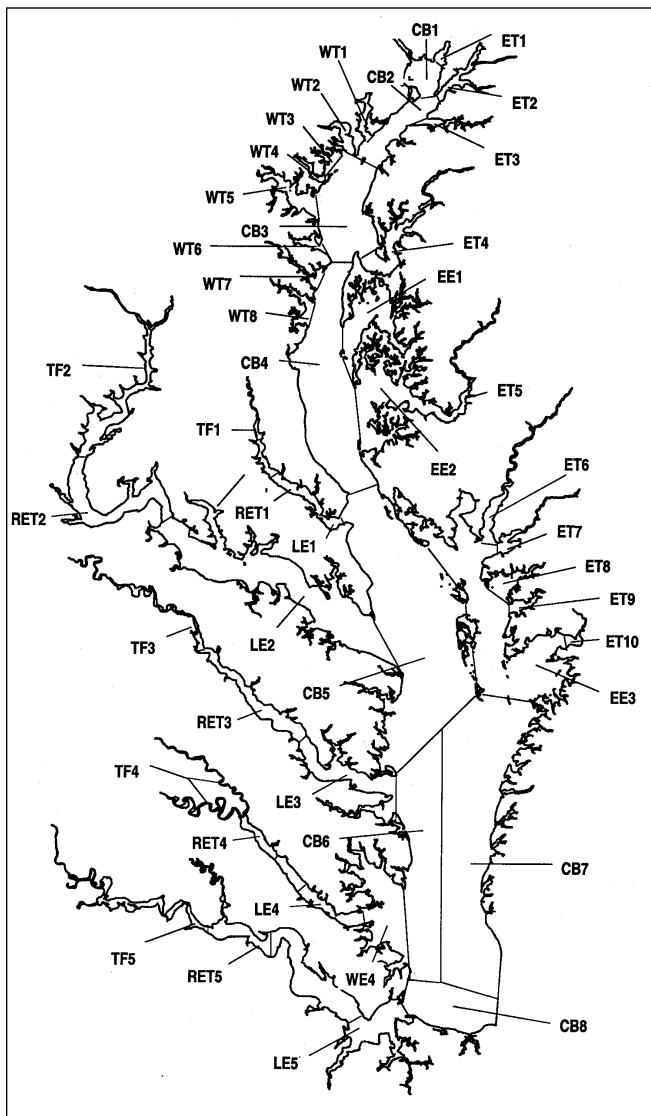 CB1
ET1
WT1
CB2
WT2
ET2
WT3
ET3
WT4
WT5
CB3
WT6
ET4
WT7
EE1
WT8
CB4
TF2
ET5
TF1
EE2
ET6
RET1
RET2
ET7
LE1
ET8
ET9
TF3
LE2
ET10
CB5
EE3
RET3
TF4
LE3
CB6
RET4
CB7
LE4
TF5
WE4
RET5
CB8
LE5